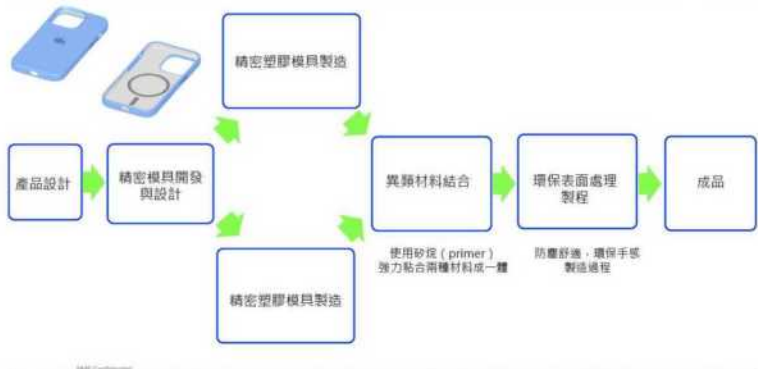 精密塑膠模具製造
產品設計
精密模具開發
與設計
異類材料結合
環保表面處理
製程
成品
使用矽烷（primer）
強力粘合兩種材料成一體
防塵舒適，環保手感
製造過程
精密塑膠模具製造